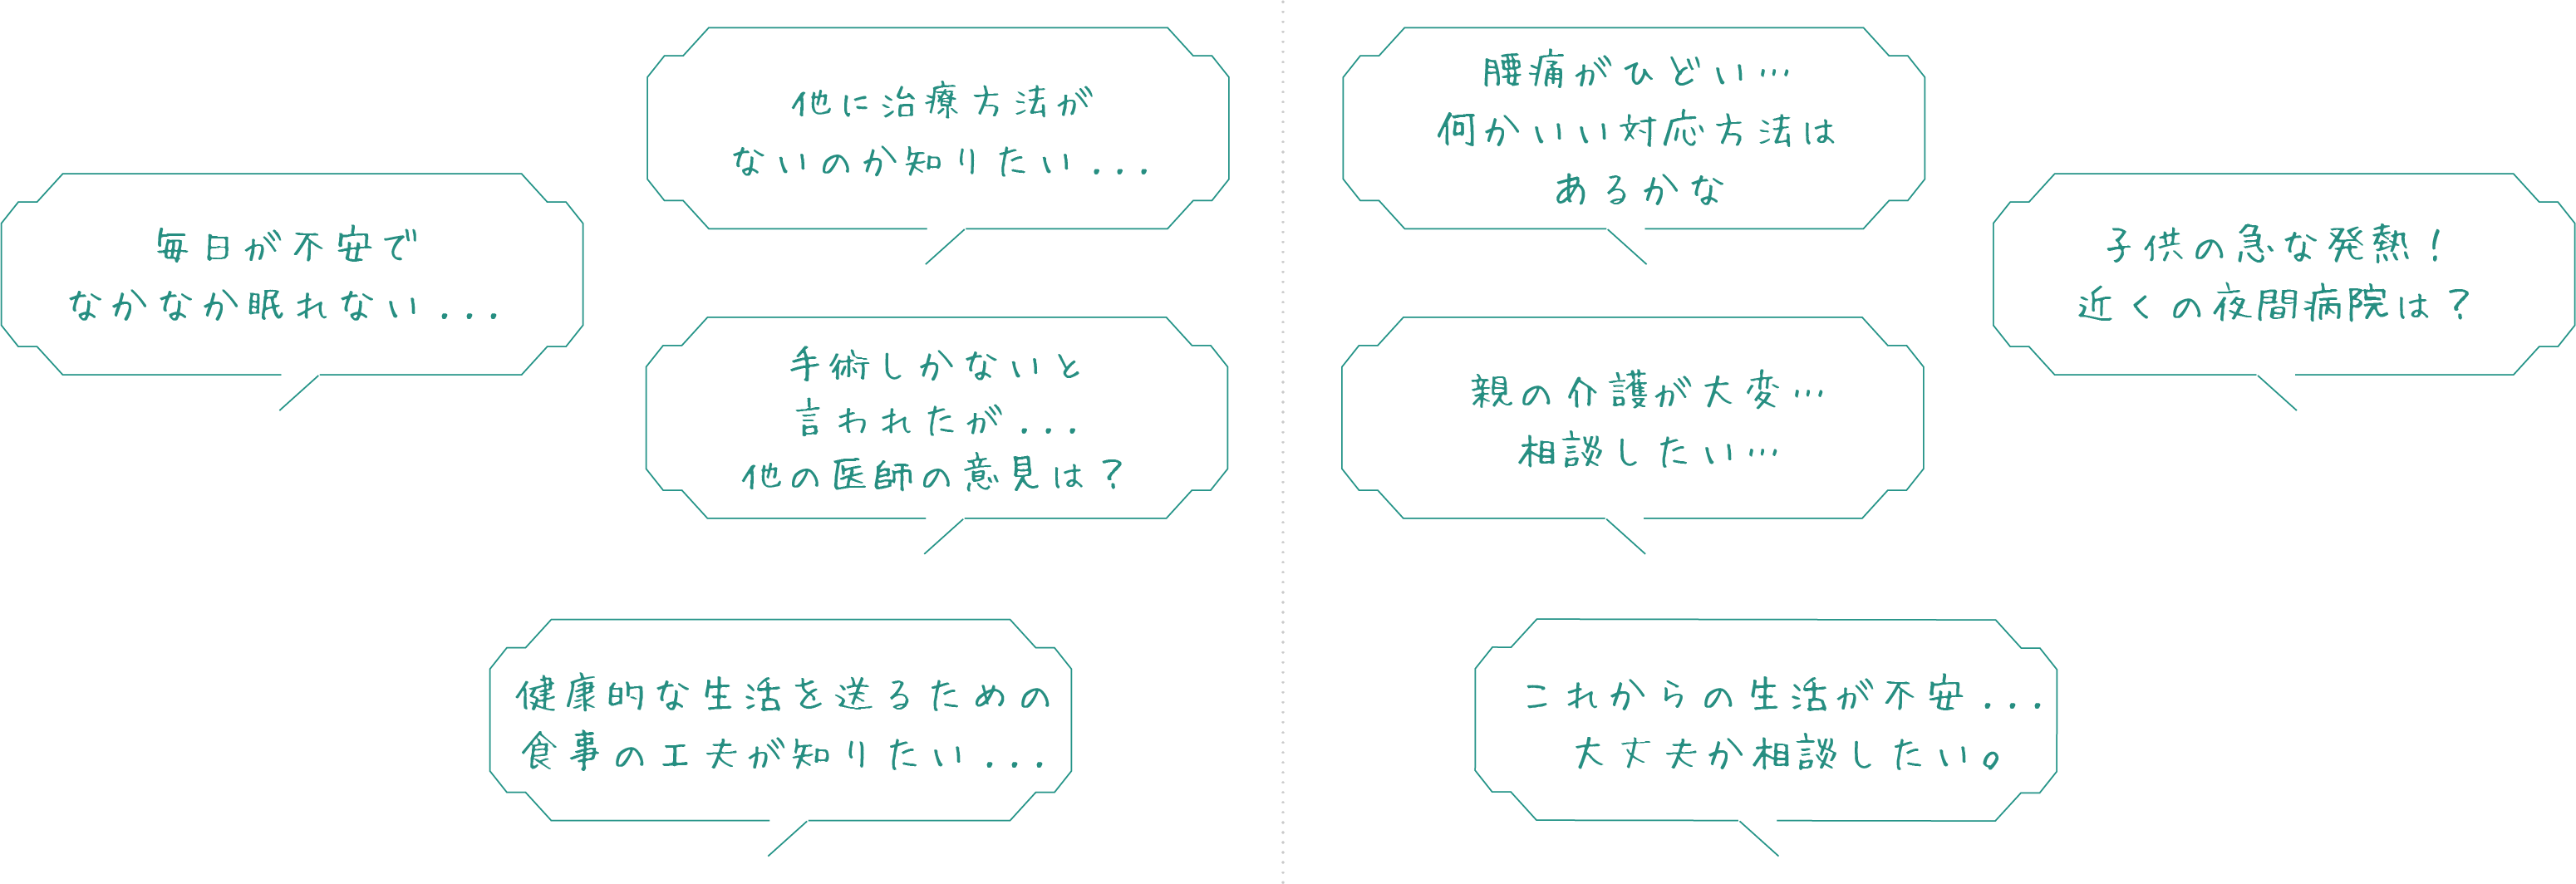 毎日が不安で
なかなか眠れない...
他に治療方法が
ないのか知りたい...
手術しかないと
言われたが...
他の医師の意見は?
健康的な生活を送るための
食事の工夫が知りたい...
腰痛がひどい…
何かいい対応方法は
あるかな
親の介護が大変…
相談したい…
子供の急な発熱!
近くの夜間病院は?
これからの生活が不安...
大丈夫か相談したい。